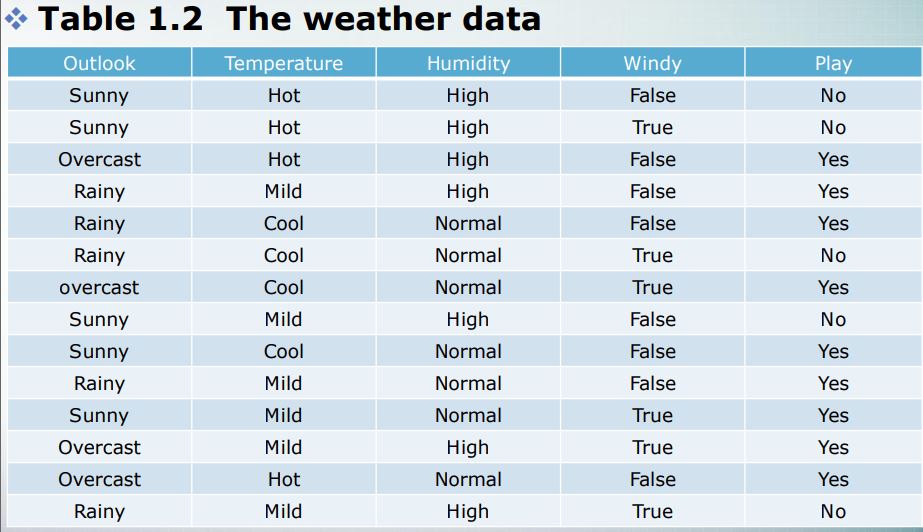 Table 1.2 The weather data
Outlook Temperature Humidity Windy Play
Sunny Hot High False No
Sunny Hot High True No
Overcast Hot High False Yes
Rainy Mild High False Yes
Rainy Cool Normal False Yes
Rainy Cool Normal True No
overcast Cool Normal True Yes
Sunny Mild High False No
Sunny Cool Normal False Yes
Rainy Mild Normal False Yes
Sunny Mild Normal True Yes
Overcast Mild High True Yes
Overcast Hot Normal False Yes
Rainy Mild High True No